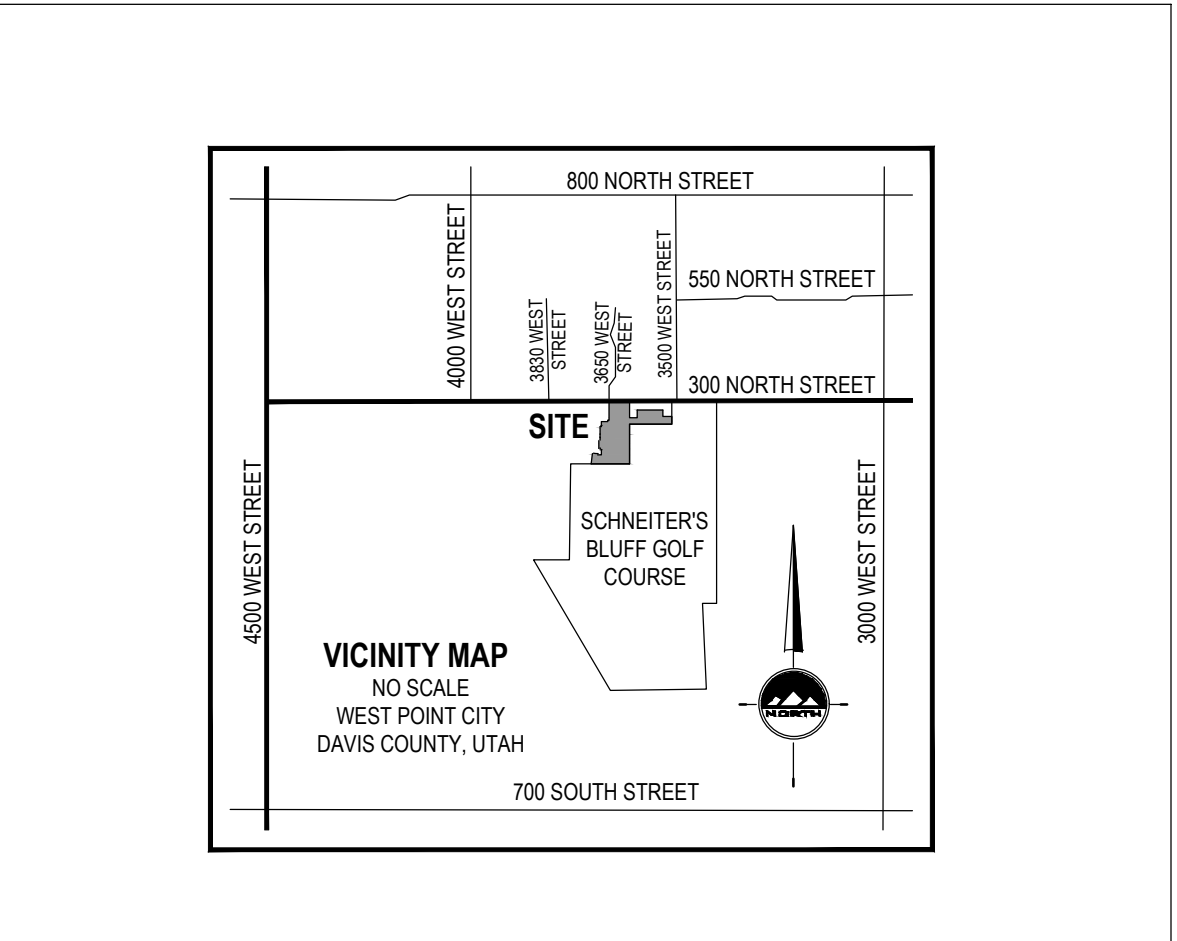 800 NORTH STREET
4000 WEST STREET
3500 WEST STREET
550 NORTH STREET
3830 WEST
STREET
3650 WEST
STREET
300 NORTH STREET
SITE
4500 WEST STREET
3000 WEST STREET
SCHNEITER'S
BLUFF GOLF
COURSE
VICINITY MAP
NO SCALE
WEST POINT CITY
DAVIS COUNTY, UTAH
NORTH
700 SOUTH STREET